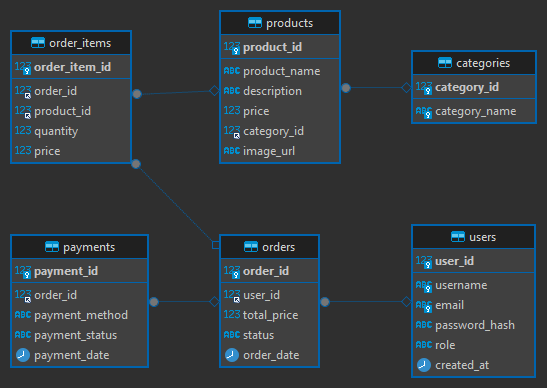 order_items
123 order_item_id
123 order_id
123 product_id
123 quantity
123 price
products
123 product_id
ABC product_name
ABC description
123 price
123 category_id
ABC image_url
categories
123 category_id
ABC category_name
payments
123 payment_id
123 order_id
ABC payment_method
ABC payment_status
payment_date
orders
123 order_id
123 user_id
123 total_price
ABC status
order_date
users
123 user_id
ABC username
ABC email
ABC password_hash
ABC role
created_at